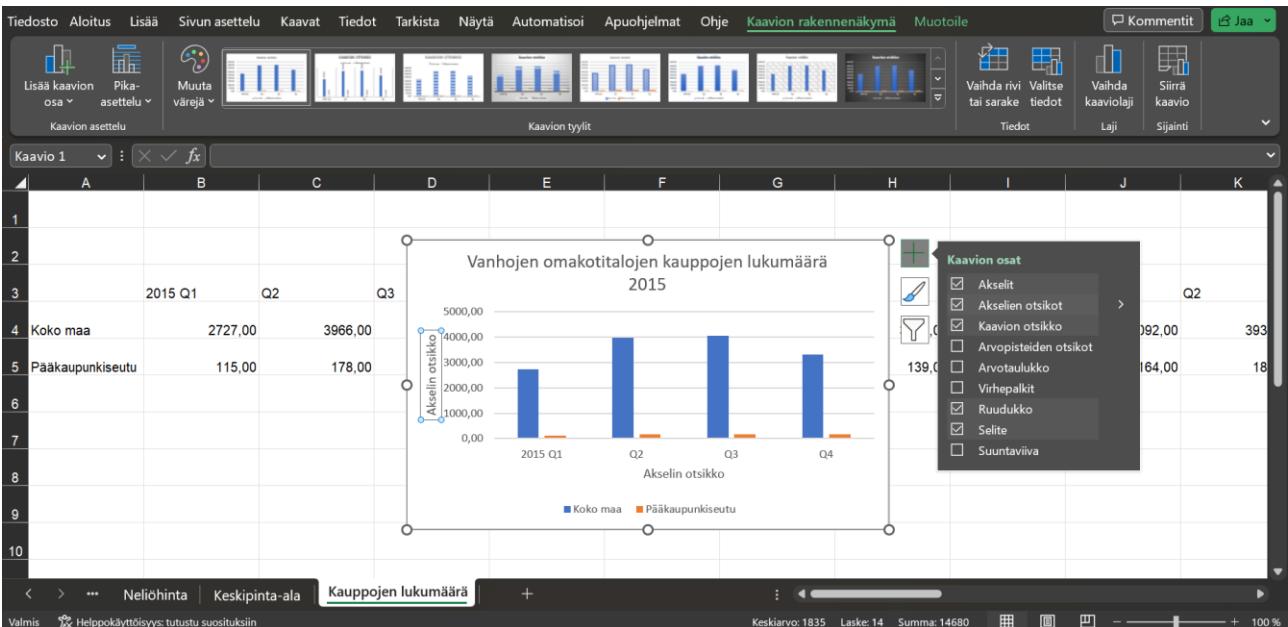 Tiedosto Aloitus Lisää Sivun asettelu Kaavat Tiedot Tarkista Näytä Automatisoi Apuohjelmat Ohje Kaavion rakennenäkymä Muotoile Kommentit Jaa
Lisää kaavion osa
Pika-asettelu
Muuta värejä
Vaihda rivi tai sarake
Valitse tiedot
Vaihda kaaviolaji
Siirrä kaavio
Kaavion asettelu Kaavion tyylit Tiedot Laji Sijainti
Kaavio 1 fx
A B C D E F G H I J K
1
2
3 2015 Q1 Q2 Q3 Q2
4 Koko maa 2727,00 3966,00 092,00 393
5 Pääkaupunkiseutu 115,00 178,00 139,0 164,00 18
6
7
8
9
10
Vanhojen omakotitalojen kauppojen lukumäärä
2015
Akselin otsikko
5000,00
4000,00
3000,00
2000,00
1000,00
0,00
2015 Q1 Q2 Q3 Q4
Akselin otsikko
Koko maa Pääkaupunkiseutu
Kaavion osat
Akselit
Akselien otsikot
Kaavion otsikko
Arvopisteiden otsikot
Arvotaulukko
Virhepalkit
Ruudukko
Selite
Suuntaviiva
Neliöhinta Keskipinta-ala Kauppojen lukumäärä
Valmis Helppokäyttöisyys: tutustu suosituksiin Keskiarvo: 1835 Laske: 14 Summa: 14680 100 %